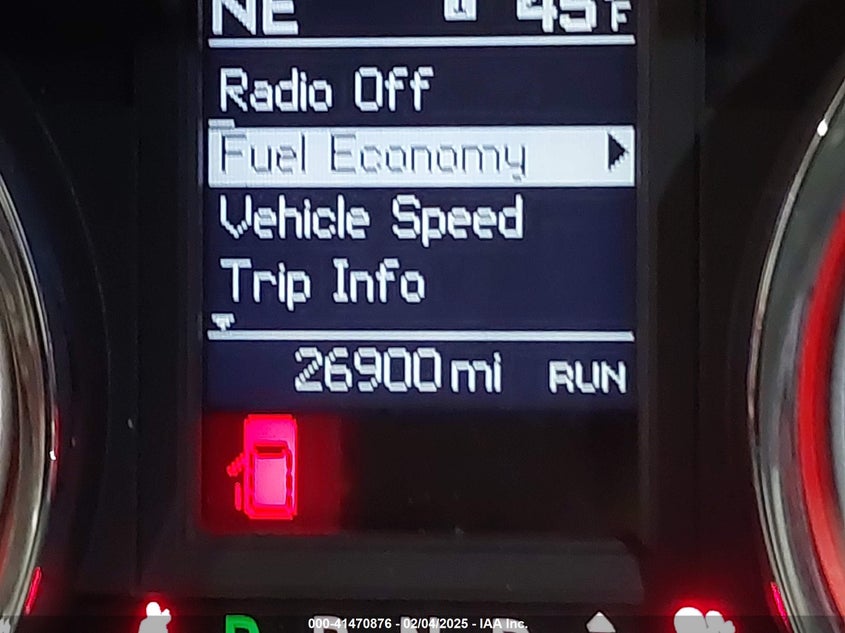 NE 45°F
Radio Off
Fuel Economy
Vehicle Speed
Trip Info
26900 mi RUN
P R N D
000-41470876 - 02/04/2025 - IAA Inc.